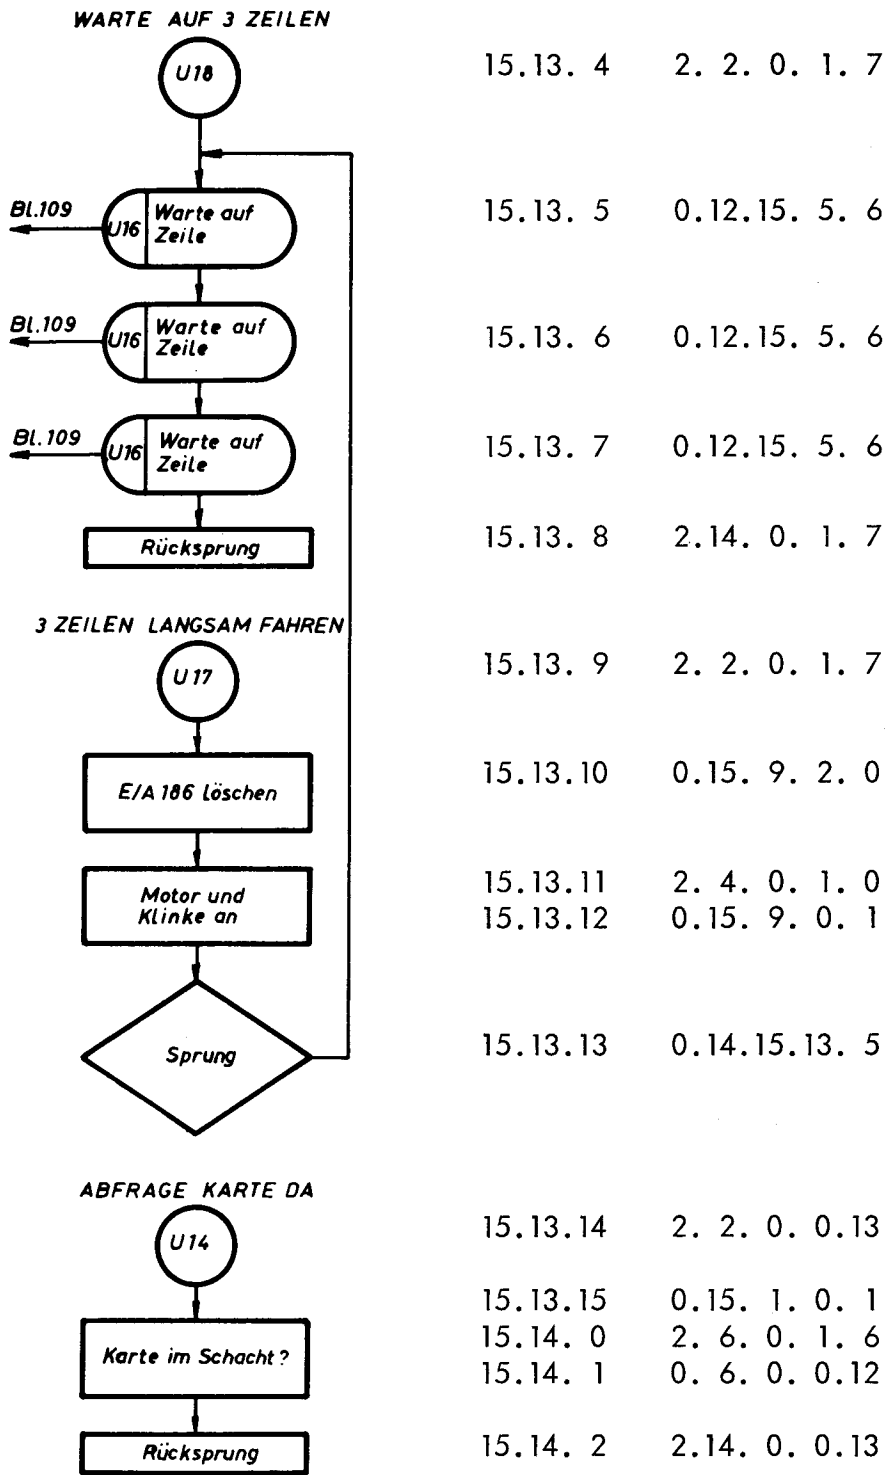 WARTE AUF 3 ZEILEN
U18 15.13. 4 2. 2. 0. 1. 7
Bl.109 U16 Warte auf Zeile 15.13. 5 0.12.15. 5. 6
Bl.109 U16 Warte auf Zeile 15.13. 6 0.12.15. 5. 6
Bl.109 U16 Warte auf Zeile 15.13. 7 0.12.15. 5. 6
Rücksprung 15.13. 8 2.14. 0. 1. 7
3 ZEILEN LANGSAM FAHREN
U17 15.13. 9 2. 2. 0. 1. 7
E/A 186 löschen 15.13.10 0.15. 9. 2. 0
Motor und 15.13.11 2. 4. 0. 1. 0
Klinke an 15.13.12 0.15. 9. 0. 1
Sprung 15.13.13 0.14.15.13. 5
ABFRAGE KARTE DA
U14 15.13.14 2. 2. 0. 0.13
15.13.15 0.15. 1. 0. 1
Karte im Schacht? 15.14. 0 2. 6. 0. 1. 6
15.14. 1 0. 6. 0. 0.12
Rücksprung 15.14. 2 2.14. 0. 0.13